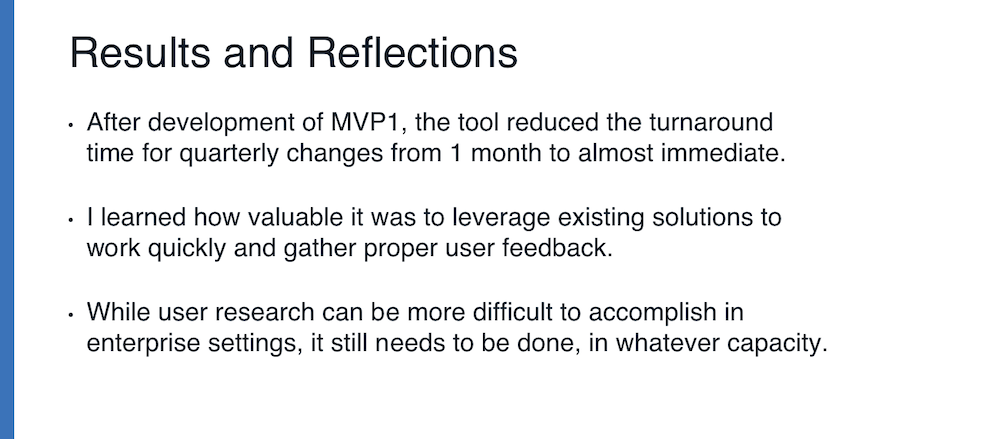 Results and Reflections
• After development of MVP1, the tool reduced the turnaround
time for quarterly changes from 1 month to almost immediate.
• I learned how valuable it was to leverage existing solutions to
work quickly and gather proper user feedback.
• While user research can be more difficult to accomplish in
enterprise settings, it still needs to be done, in whatever capacity.